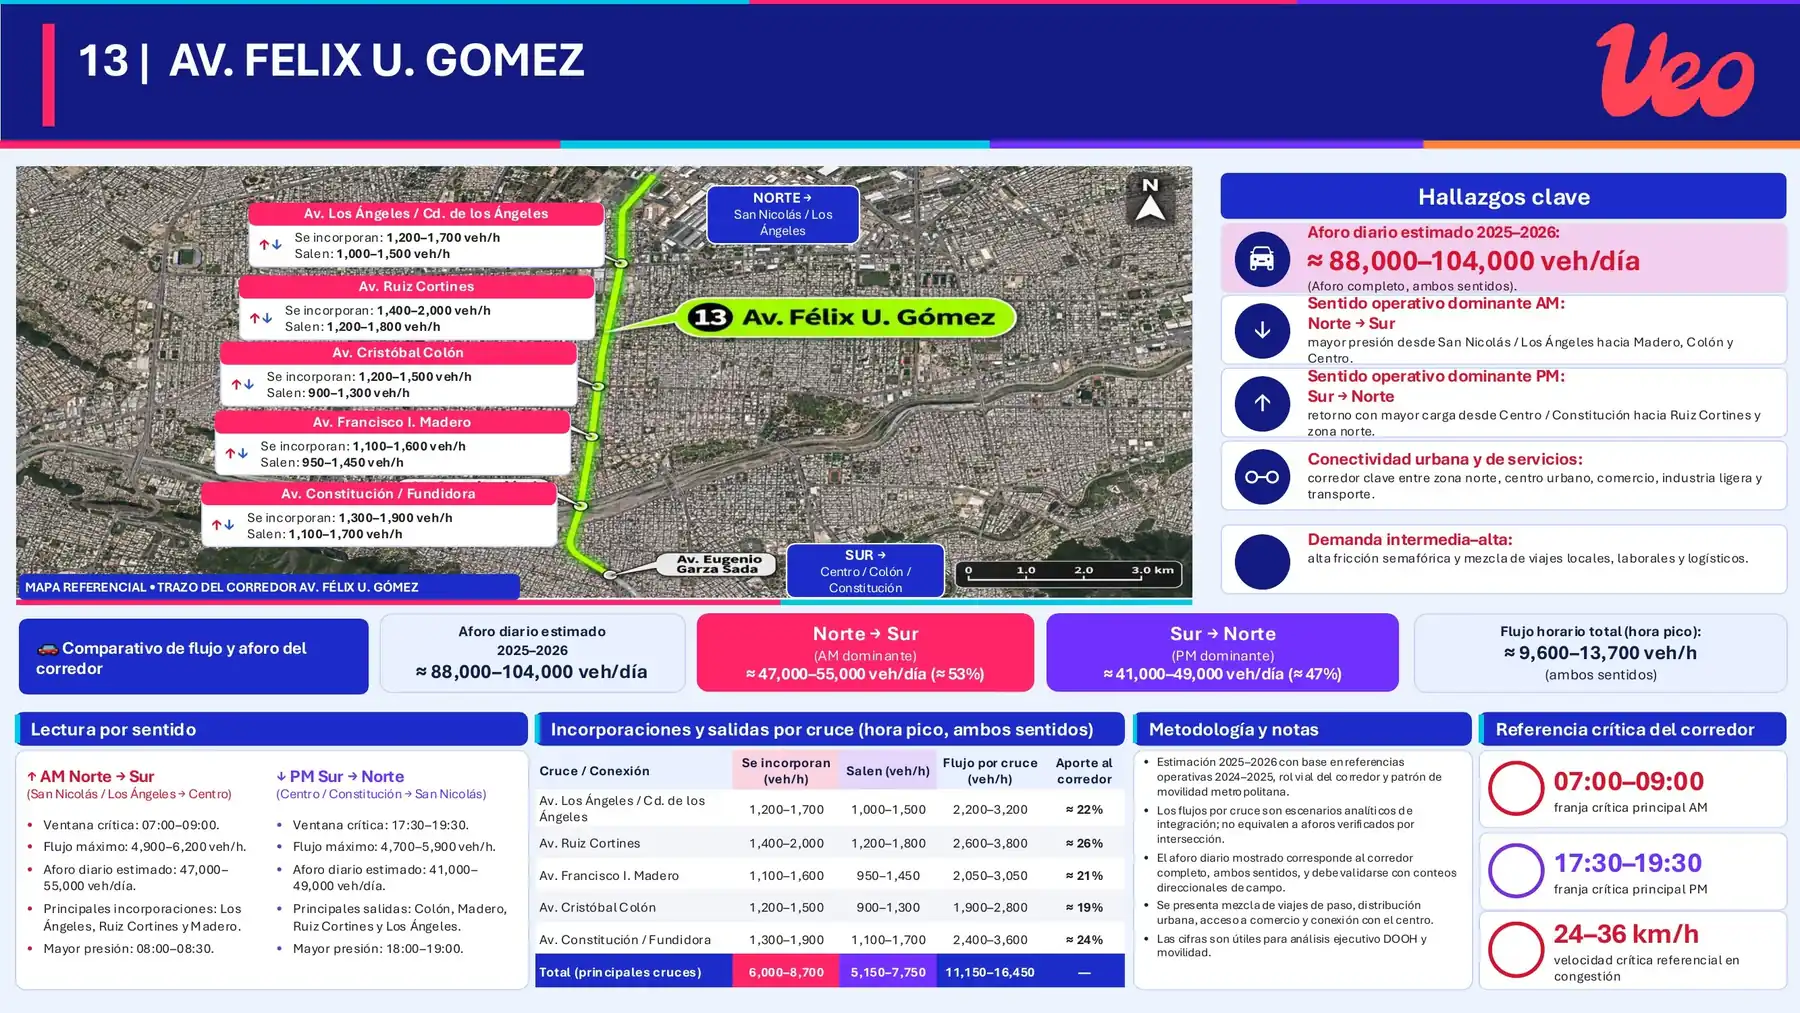 13 | AV. FELIX U. GOMEZ
Veo
Av. Los Ángeles / Cd. de los Ángeles
↑↓ Se incorporan: 1,200–1,700 veh/h
Salen: 1,000–1,500 veh/h
Av. Ruiz Cortines
↑↓ Se incorporan: 1,400–2,000 veh/h
Salen: 1,200–1,800 veh/h
Av. Cristóbal Colón
↑↓ Se incorporan: 1,200–1,500 veh/h
Salen: 900–1,300 veh/h
Av. Francisco I. Madero
↑↓ Se incorporan: 1,100–1,600 veh/h
Salen: 950–1,450 veh/h
Av. Constitución / Fundidora
↑↓ Se incorporan: 1,300–1,900 veh/h
Salen: 1,100–1,700 veh/h
NORTE →
San Nicolás / Los
Ángeles
N
13 Av. Félix U. Gómez
Av. Eugenio
Garza Sada
SUR →
Centro / Colón /
Constitución
0 1.0 2.0 3.0 km
MAPA REFERENCIAL • TRAZO DEL CORREDOR AV. FÉLIX U. GÓMEZ
Hallazgos clave
Aforo diario estimado 2025–2026:
≈ 88,000–104,000 veh/día
(Aforo completo, ambos sentidos).
Sentido operativo dominante AM:
Norte → Sur
mayor presión desde San Nicolás / Los Ángeles hacia Madero, Colón y
Centro.
Sentido operativo dominante PM:
Sur → Norte
retorno con mayor carga desde Centro / Constitución hacia Ruiz Cortines y
zona norte.
Conectividad urbana y de servicios:
corredor clave entre zona norte, centro urbano, comercio, industria ligera y
transporte.
Demanda intermedia–alta:
alta fricción semafórica y mezcla de viajes locales, laborales y logísticos.
Comparativo de flujo y aforo del
corredor
Aforo diario estimado
2025–2026
≈ 88,000–104,000 veh/día
Norte → Sur
(AM dominante)
≈ 47,000–55,000 veh/día (≈ 53%)
Sur → Norte
(PM dominante)
≈ 41,000–49,000 veh/día (≈ 47%)
Flujo horario total (hora pico):
≈ 9,600–13,700 veh/h
(ambos sentidos)
Lectura por sentido
↑ AM Norte → Sur
(San Nicolás / Los Ángeles → Centro)
• Ventana crítica: 07:00–09:00.
• Flujo máximo: 4,900–6,200 veh/h.
• Aforo diario estimado: 47,000–
55,000 veh/día.
• Principales incorporaciones: Los
Ángeles, Ruiz Cortines y Madero.
• Mayor presión: 08:00–08:30.
↓ PM Sur → Norte
(Centro / Constitución → San Nicolás)
• Ventana crítica: 17:30–19:30.
• Flujo máximo: 4,700–5,900 veh/h.
• Aforo diario estimado: 41,000–
49,000 veh/día.
• Principales salidas: Colón, Madero,
Ruiz Cortines y Los Ángeles.
• Mayor presión: 18:00–19:00.
Incorporaciones y salidas por cruce (hora pico, ambos sentidos)
Cruce / Conexión | Se incorporan (veh/h) | Salen (veh/h) | Flujo por cruce (veh/h) | Aporte al corredor
Av. Los Ángeles / Cd. de los Ángeles | 1,200–1,700 | 1,000–1,500 | 2,200–3,200 | ≈ 22%
Av. Ruiz Cortines | 1,400–2,000 | 1,200–1,800 | 2,600–3,800 | ≈ 26%
Av. Francisco I. Madero | 1,100–1,600 | 950–1,450 | 2,050–3,050 | ≈ 21%
Av. Cristóbal Colón | 1,200–1,500 | 900–1,300 | 1,900–2,800 | ≈ 19%
Av. Constitución / Fundidora | 1,300–1,900 | 1,100–1,700 | 2,400–3,600 | ≈ 24%
Total (principales cruces) | 6,000–8,700 | 5,150–7,750 | 11,150–16,450 | —
Metodología y notas
• Estimación 2025–2026 con base en referencias
operativas 2024–2025, rol vial del corredor y patrón de
movilidad metropolitana.
• Los flujos por cruce son escenarios analíticos de
integración; no equivalen a aforos verificados por
intersección.
• El aforo diario mostrado corresponde al corredor
completo, ambos sentidos, y debe validarse con conteos
direccionales de campo.
• Se presenta mezcla de viajes de paso, distribución
urbana, acceso a comercio y conexión con el centro.
• Las cifras son útiles para análisis ejecutivo DOOH y
movilidad.
Referencia crítica del corredor
07:00–09:00
franja crítica principal AM
17:30–19:30
franja crítica principal PM
24–36 km/h
velocidad crítica referencial en
congestión